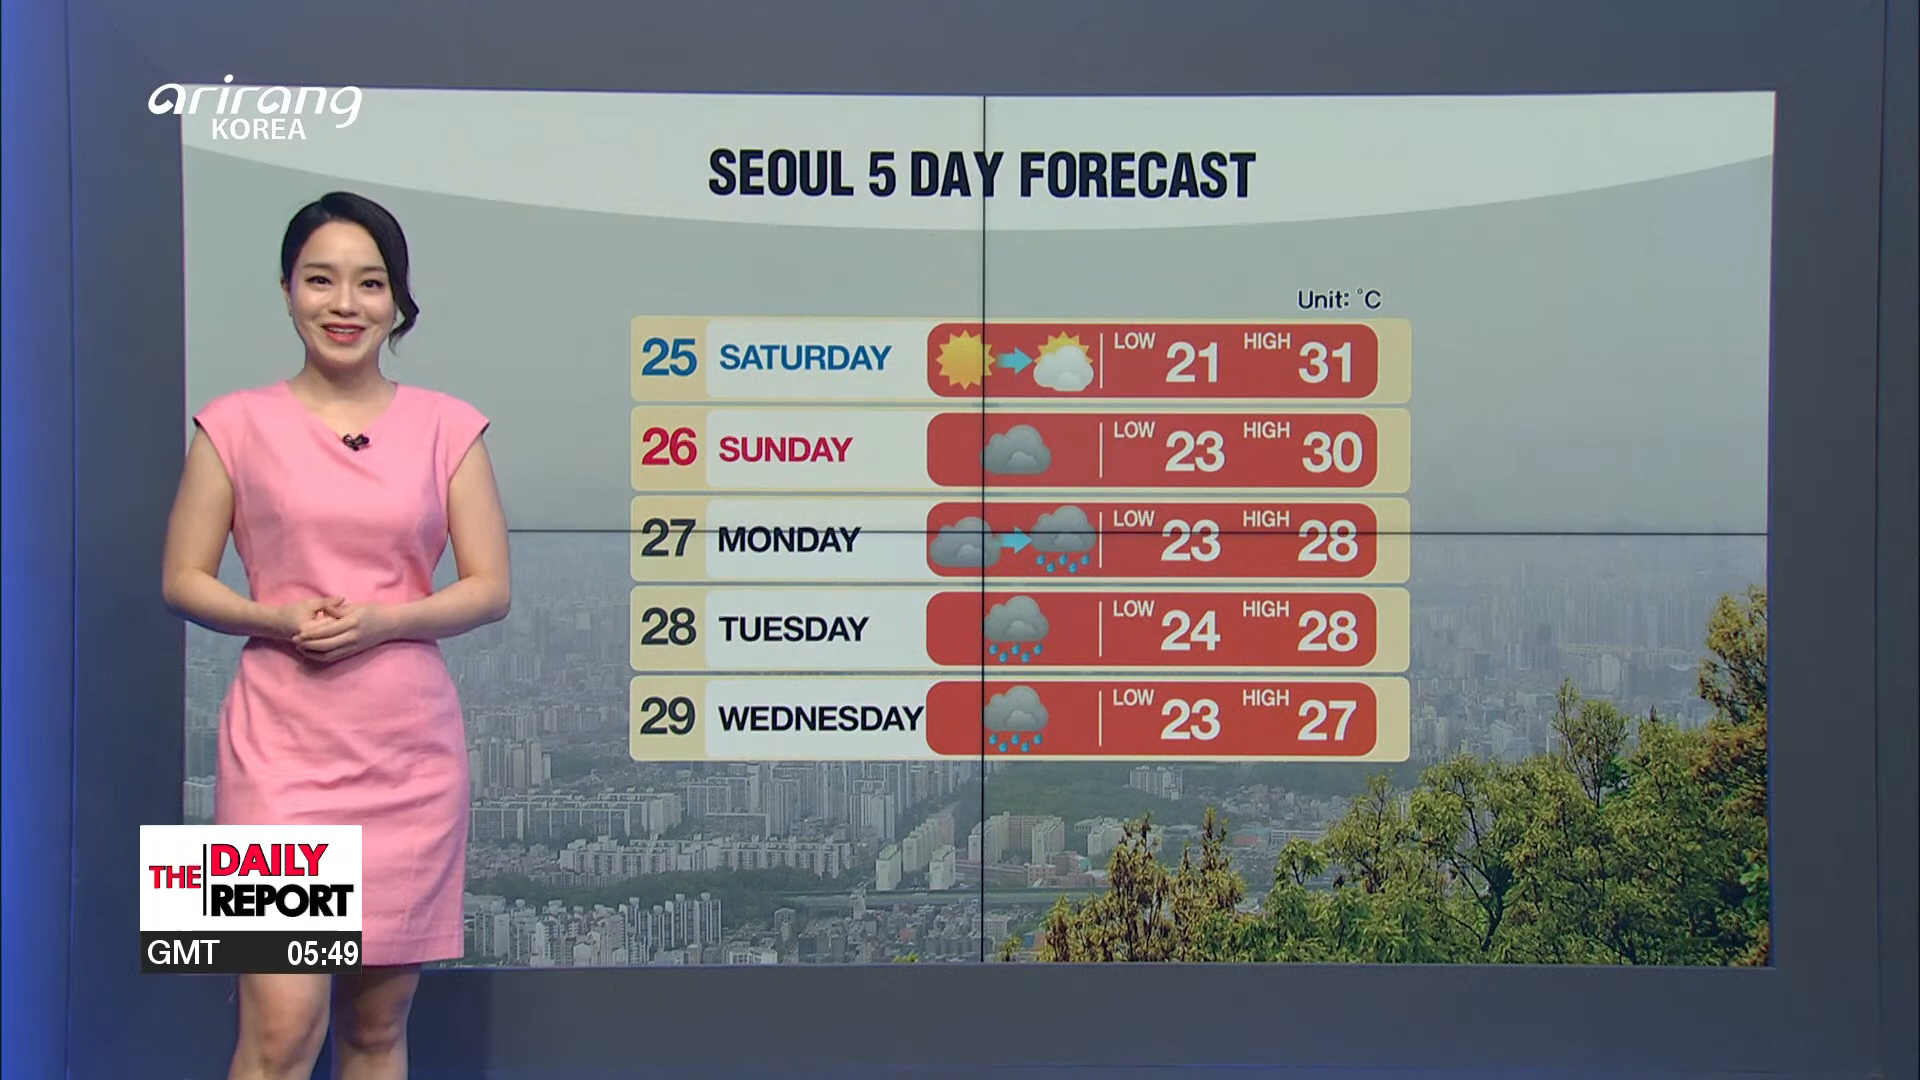 arirang
KOREA
SEOUL 5 DAY FORECAST
Unit: °C
25 SATURDAY LOW 21 HIGH 31
26 SUNDAY LOW 23 HIGH 30
27 MONDAY LOW 23 HIGH 28
28 TUESDAY LOW 24 HIGH 28
29 WEDNESDAY LOW 23 HIGH 27
THE DAILY
REPORT
GMT 05:49